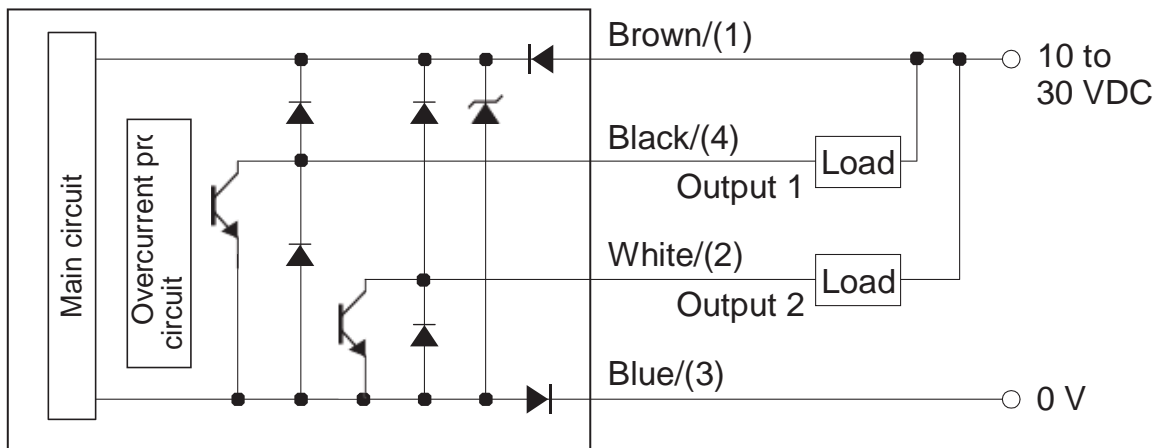 Brown/(1)
10 to
30 VDC
Black/(4)
Load
Output 1
White/(2)
Load
Output 2
Blue/(3)
0 V
Main circuit
Overcurrent
circuit